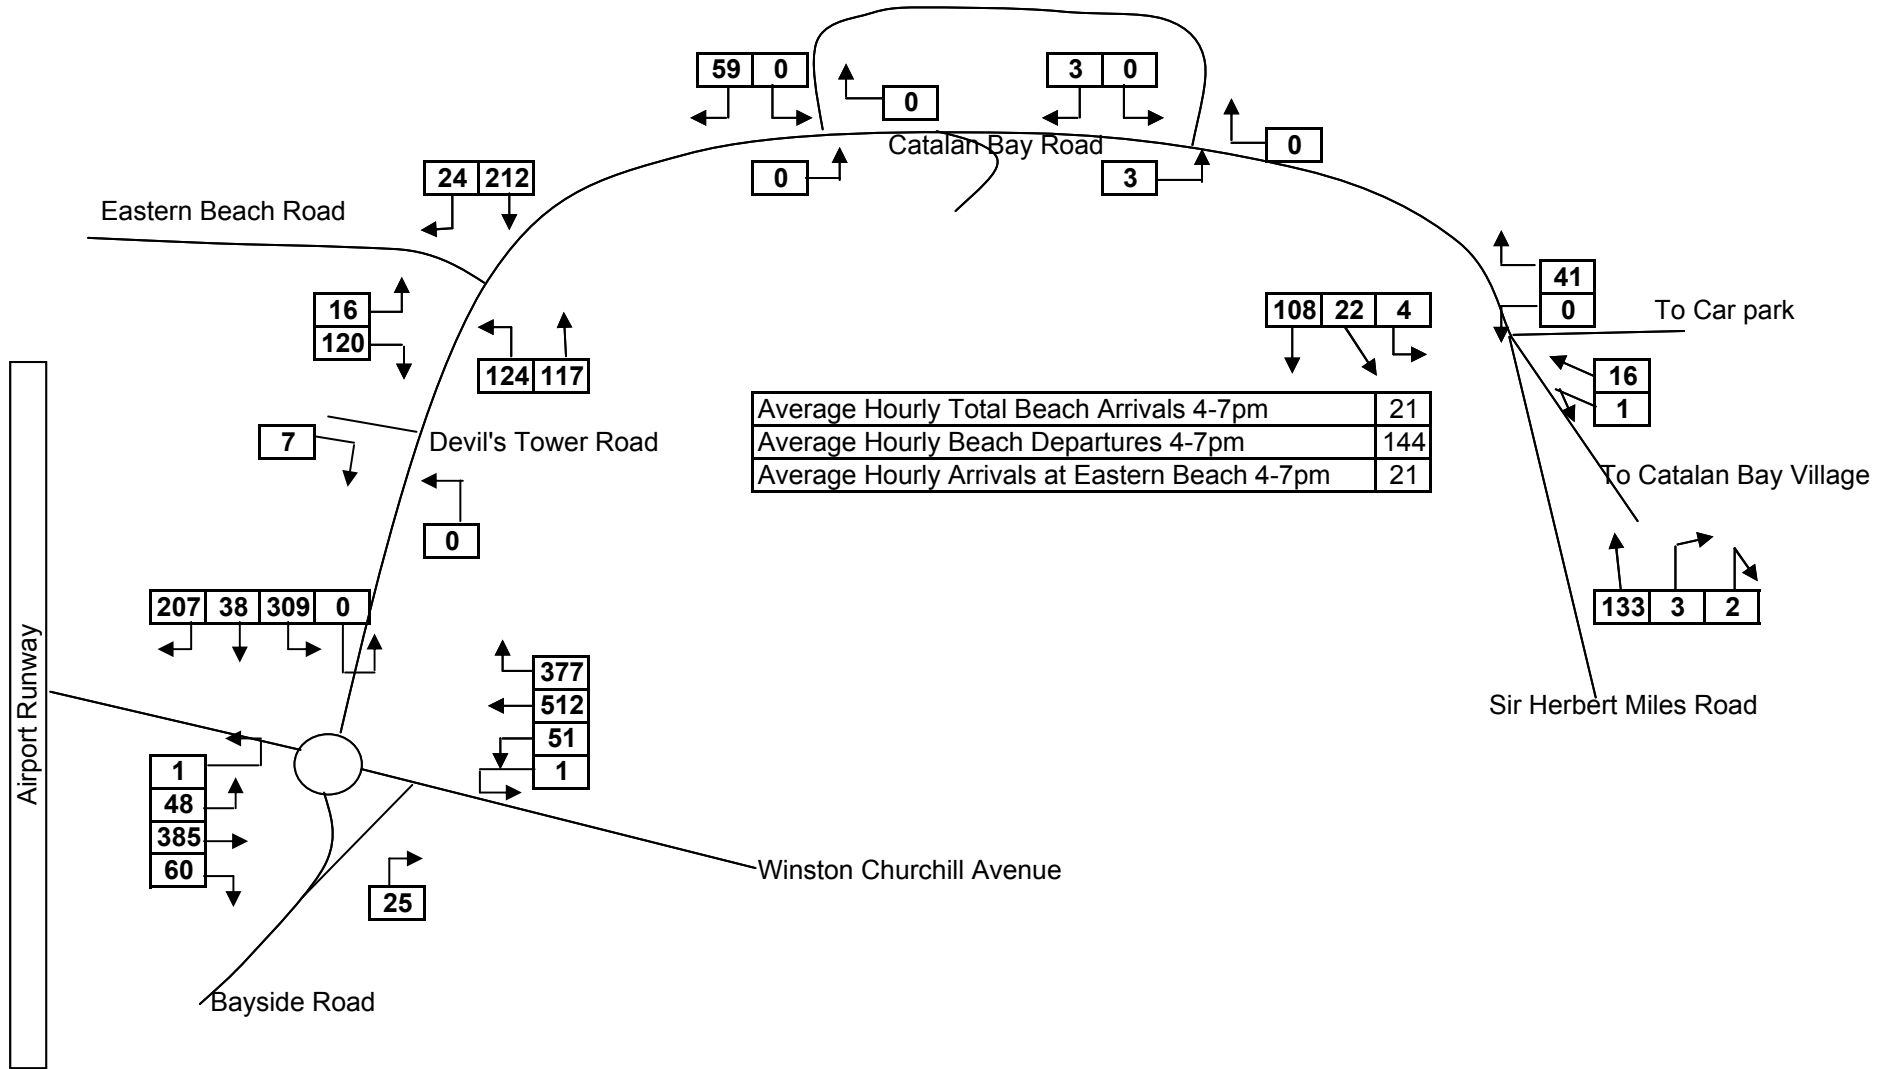 59 0
3 0
0
Catalan Bay Road
0
0
3
24 212
Eastern Beach Road
41
0
To Car park
16
120
108 22 4
124 117
16
1
Average Hourly Total Beach Arrivals 4-7pm 21
Average Hourly Beach Departures 4-7pm 144
Average Hourly Arrivals at Eastern Beach 4-7pm 21
7
Devil's Tower Road
To Catalan Bay Village
0
207 38 309 0
133 3 2
377
512
51
1
Sir Herbert Miles Road
Airport Runway
1
48
385
60
25
Winston Churchill Avenue
Bayside Road